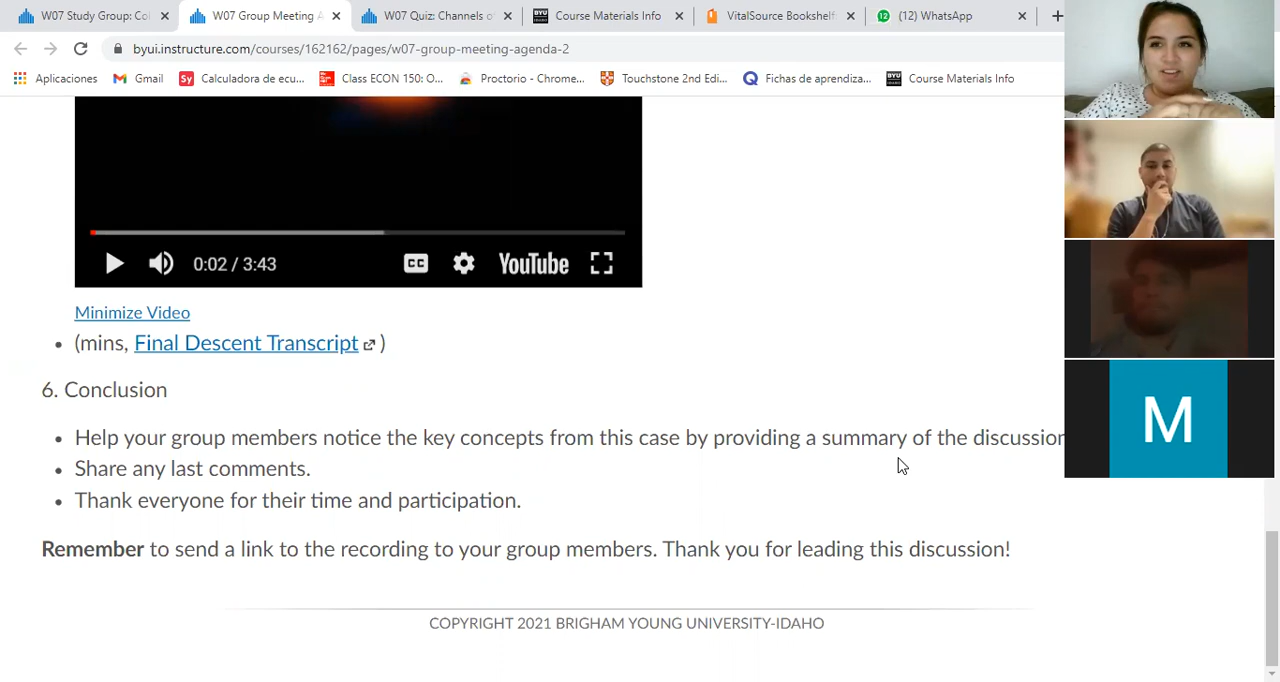 W07 Study Group: Co
W07 Group Meeting A
W07 Quiz: Channels o
Course Materials Info
VitalSource Bookshelf
(12) WhatsApp
byui.instructure.com/courses/162162/pages/w07-group-meeting-agenda-2
Aplicaciones
Gmail
Sy
Calculadora de ecu...
Class ECON 150: O...
Proctorio - Chrome...
Touchstone 2nd Edi...
Fichas de aprendiza...
Course Materials Info
0:02 / 3:43
CC
YouTube
Minimize Video
• (mins, Final Descent Transcript )
6. Conclusion
• Help your group members notice the key concepts from this case by providing a summary of the discussion
• Share any last comments.
• Thank everyone for their time and participation.
Remember to send a link to the recording to your group members. Thank you for leading this discussion!
COPYRIGHT 2021 BRIGHAM YOUNG UNIVERSITY-IDAHO
M